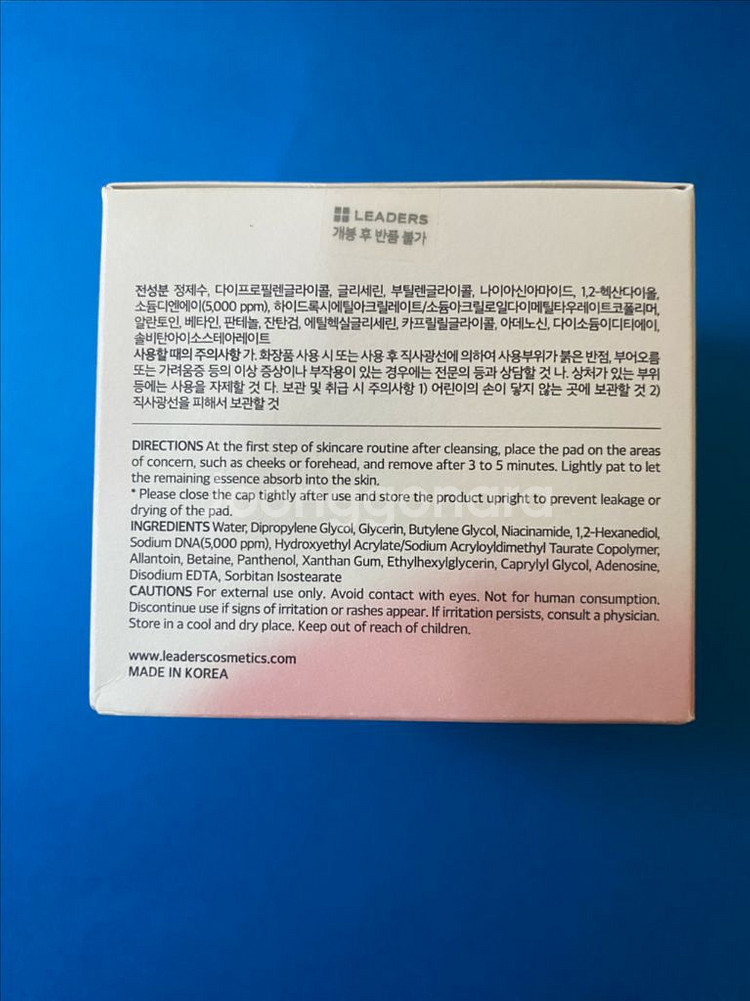 LEADERS
개봉 후 반품 불가
전성분 정제수, 다이프로필렌글라이콜, 글리세린, 부틸렌글라이콜, 나이아신아마이드, 1,2-헥산다이올,
소듐디엔에이(5,000 ppm), 하이드록시에틸아크릴레이트/소듐아크릴로일다이메틸타우레이트코폴리머,
알란토인, 베타인, 판테놀, 잔탄검, 에틸헥실글리세린, 카프릴릴글라이콜, 아데노신, 다이소듐이디티에이,
솔비탄아이소스테아레이트
사용할 때의 주의사항 가. 화장품 사용 시 또는 사용 후 직사광선에 의하여 사용부위가 붉은 반점, 부어오름
또는 가려움증 등의 이상 증상이나 부작용이 있는 경우에는 전문의 등과 상담할 것 나. 상처가 있는 부위
등에는 사용을 자제할 것 다. 보관 및 취급 시 주의사항 1) 어린이의 손이 닿지 않는 곳에 보관할 것 2)
직사광선을 피해서 보관할 것
DIRECTIONS At the first step of skincare routine after cleansing, place the pad on the areas
of concern, such as cheeks or forehead, and remove after 3 to 5 minutes. Lightly pat to let
the remaining essence absorb into the skin.
* Please close the cap tightly after use and store the product upright to prevent leakage or
drying of the pad.
INGREDIENTS Water, Dipropylene Glycol, Glycerin, Butylene Glycol, Niacinamide, 1,2-Hexanediol,
Sodium DNA(5,000 ppm), Hydroxyethyl Acrylate/Sodium Acryloyldimethyl Taurate Copolymer,
Allantoin, Betaine, Panthenol, Xanthan Gum, Ethylhexylglycerin, Caprylyl Glycol, Adenosine,
Disodium EDTA, Sorbitan Isostearate
CAUTIONS For external use only. Avoid contact with eyes. Not for human consumption.
Discontinue use if signs of irritation or rashes appear. If irritation persists, consult a physician.
Store in a cool and dry place. Keep out of reach of children.
www.leaderscosmetics.com
MADE IN KOREA